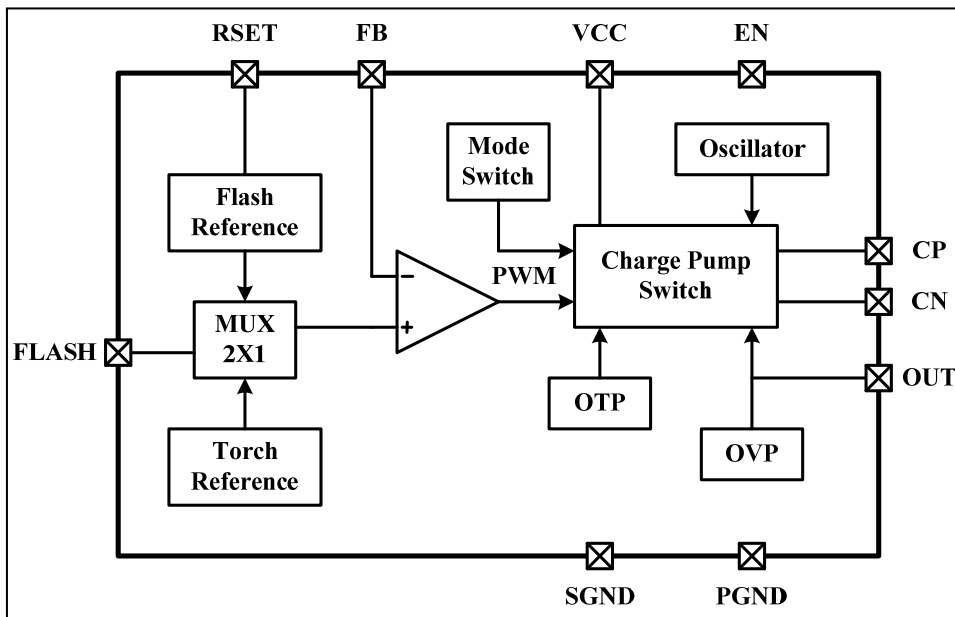 RSET
FB
VCC
EN
Mode
Switch
Oscillator
Flash
Reference
PWM
Charge Pump
Switch
CP
CN
−
+
MUX
2X1
FLASH
OUT
OTP
OVP
Torch
Reference
SGND
PGND